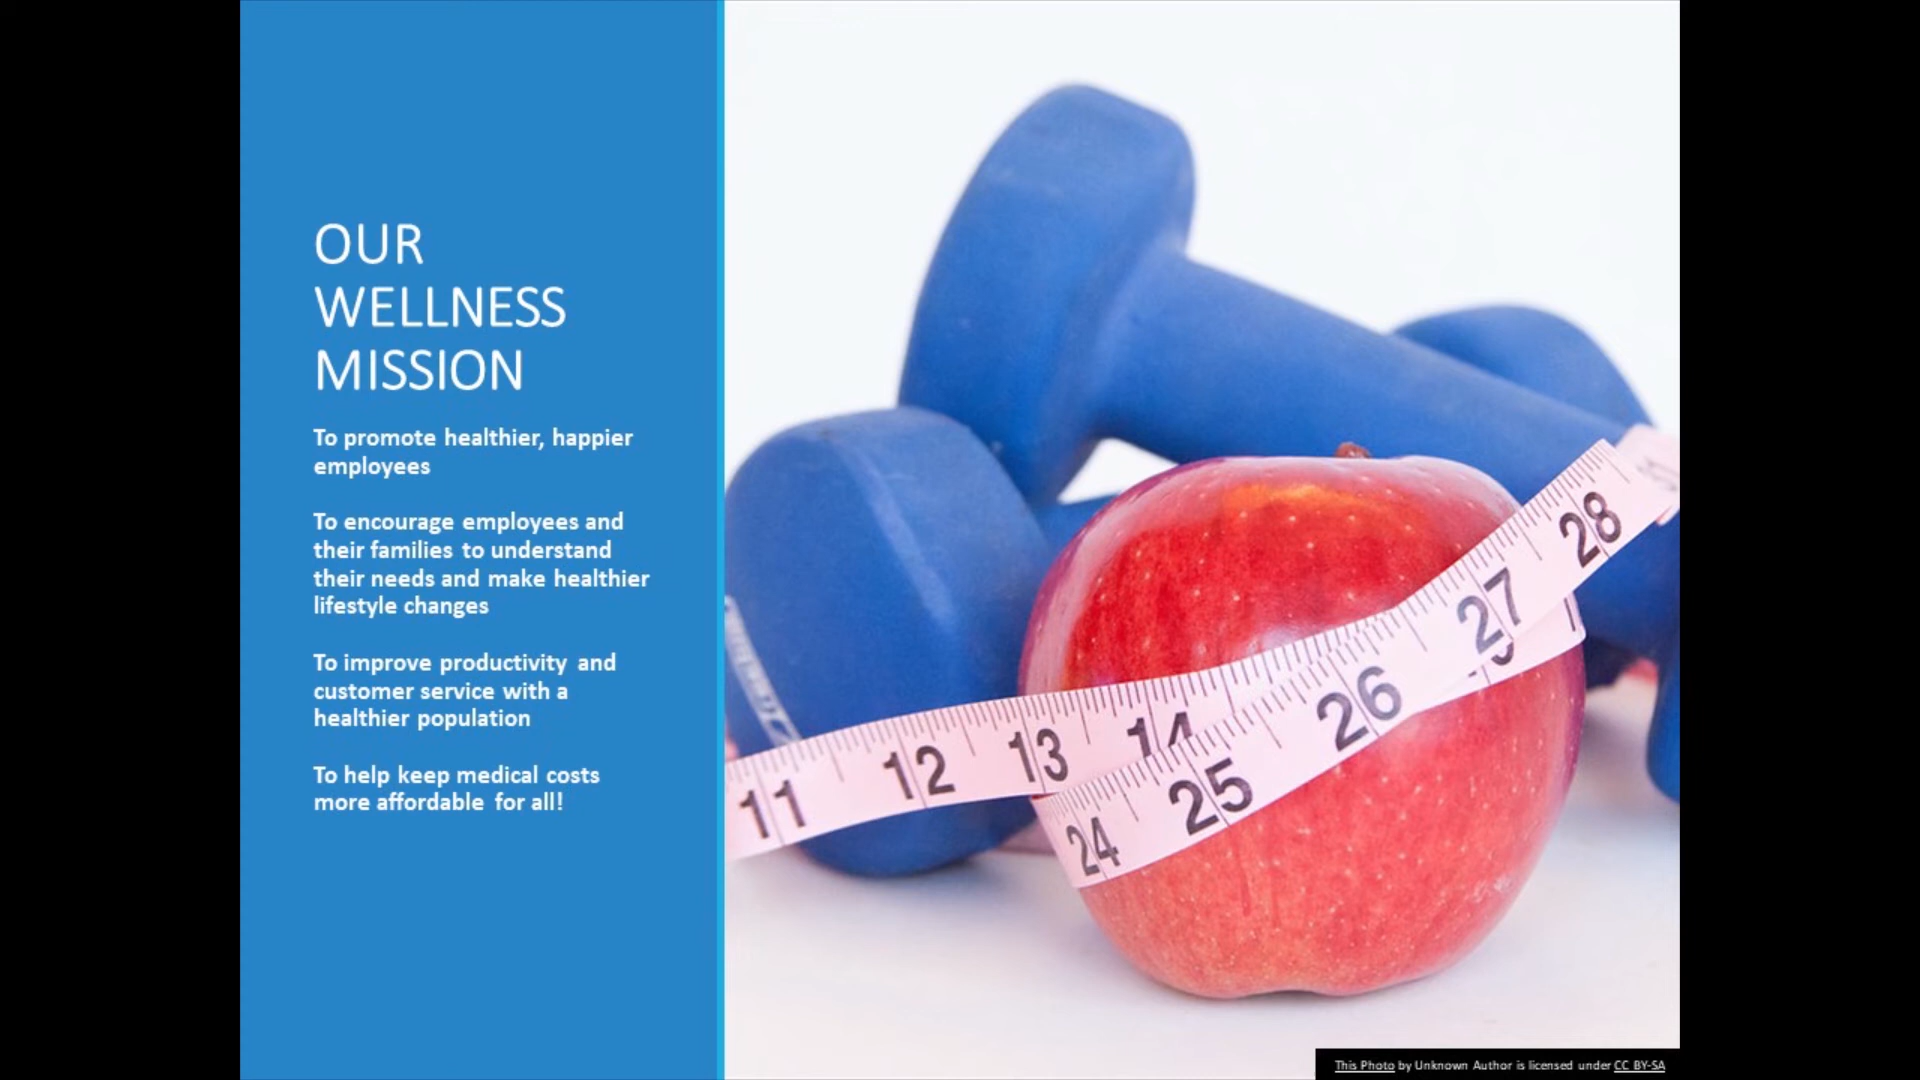 OUR
WELLNESS
MISSION
To promote healthier, happier
employees
To encourage employees and
their families to understand
their needs and make healthier
lifestyle changes
To improve productivity and
customer service with a
healthier population
To help keep medical costs
more affordable for all!
28
27
26
14
13
12
25
11
24
This Photo by Unknown Author is licensed under CC BY-SA